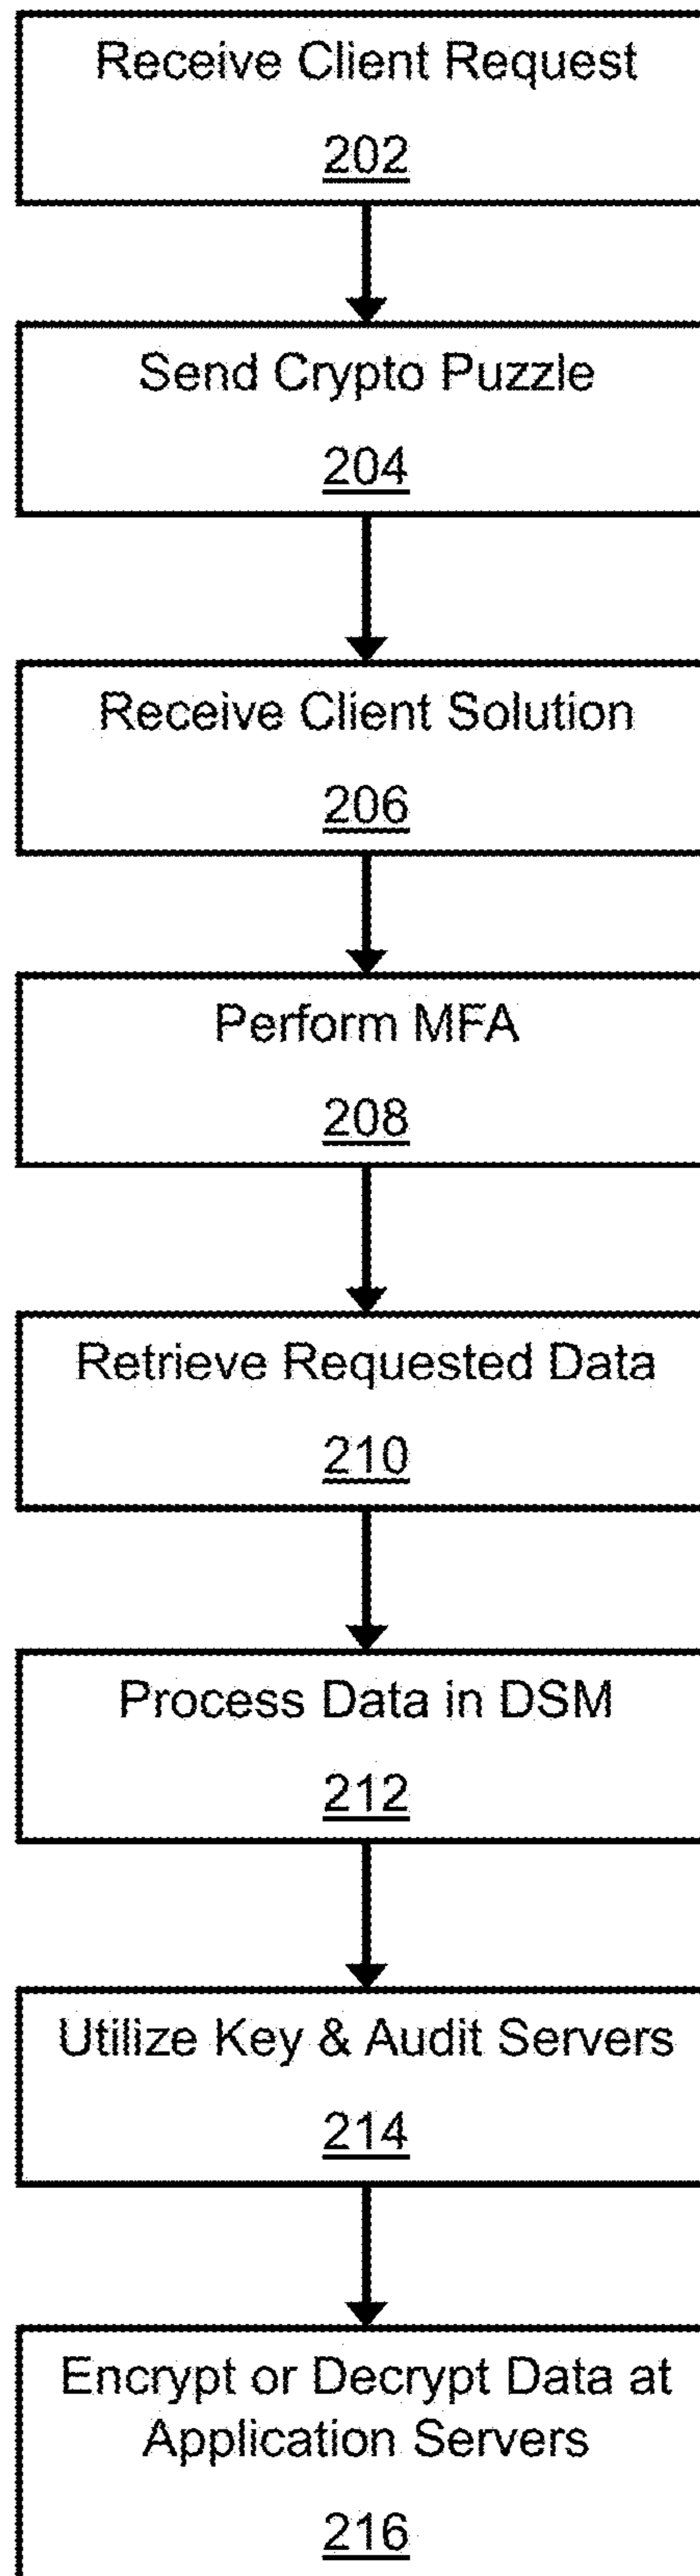 Receive Client Request
202
Send Crypto Puzzle
204
Receive Client Solution
206
Perform MFA
208
Retrieve Requested Data
210
Process Data in DSM
212
Utilize Key & Audit Servers
214
Encrypt or Decrypt Data at
Application Servers
216